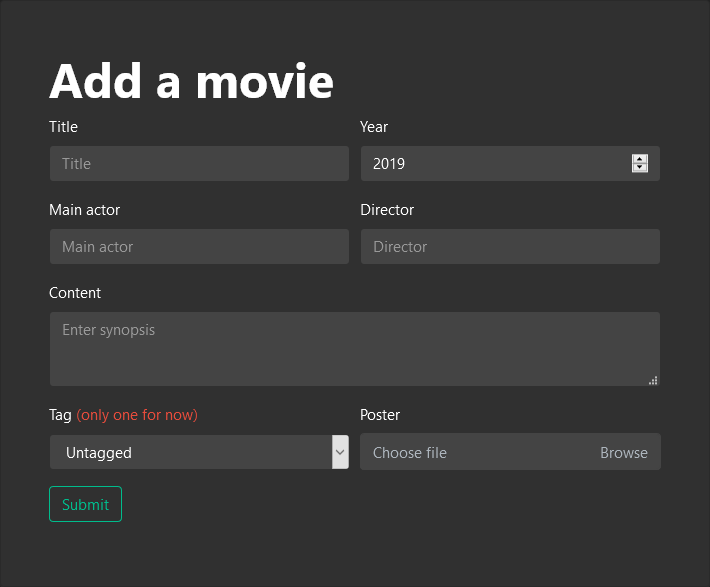 Add a movie
Title Year
Title 2019
Main actor Director
Main actor Director
Content
Enter synopsis
Tag (only one for now) Poster
Untagged Choose file Browse
Submit